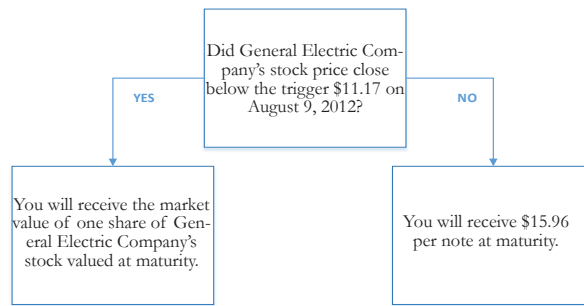 Did General Electric Com-
pany's stock price close
below the trigger $11.17 on
August 9, 2012?
YES
NO
You will receive the market
value of one share of Gen-
eral Electric Company's
stock valued at maturity.
You will receive $15.96
per note at maturity.